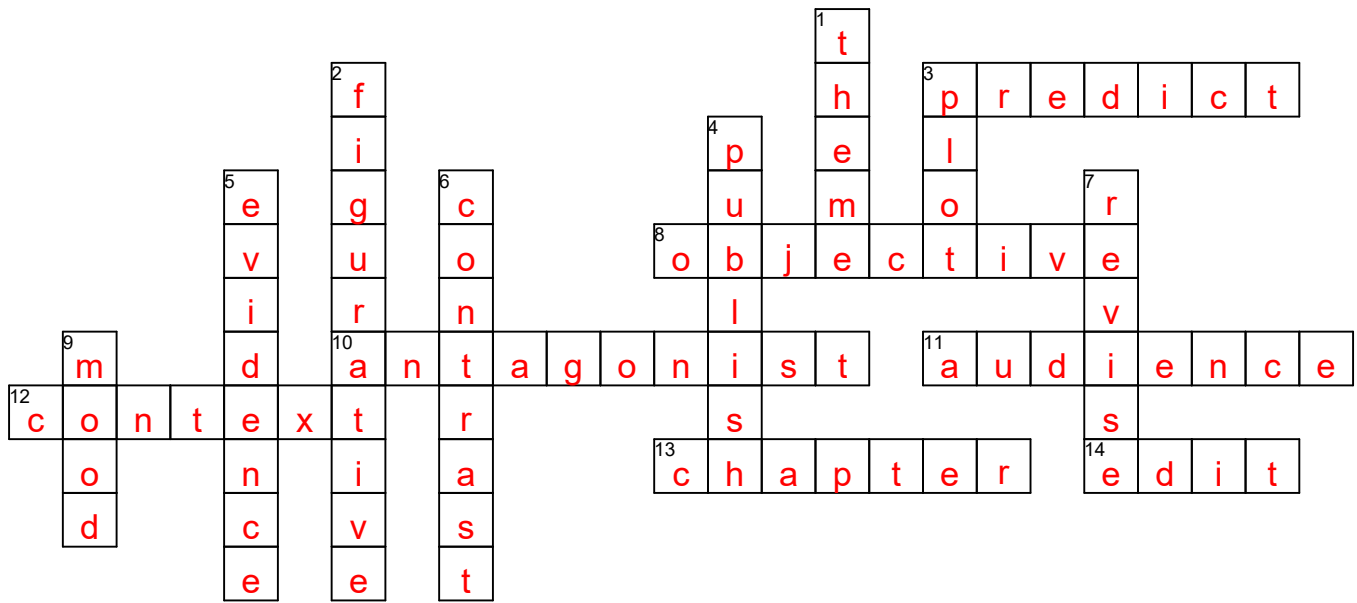 1 t
2 f h 3 p r e d i c t
i 4 p e l
5 e g 6 c u m o 7 r
v u o 8 o b j e c t i v e
i r n l v
9 m d 10 a n t a g o n i s t 11 a u d i e n c e
12 c o n t e x t r s s
o n i a 13 c h a p t e r 14 e d i t
d c v s
e e t